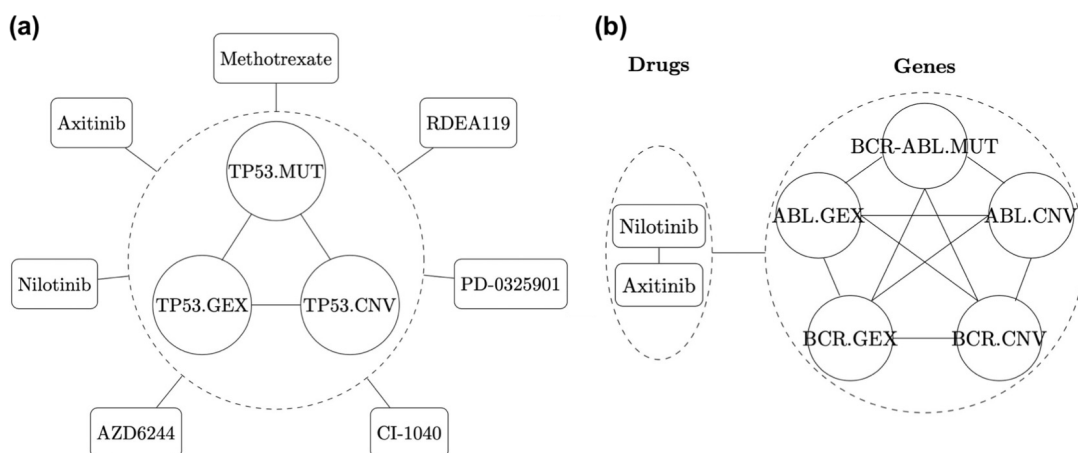 (a)
Methotrexate
Axitinib
RDEA119
TP53.MUT
Nilotinib
PD-0325901
TP53.GEX
TP53.CNV
AZD6244
CI-1040
(b)
Drugs
Genes
BCR-ABL.MUT
ABL.GEX
ABL.CNV
Nilotinib
Axitinib
BCR.GEX
BCR.CNV